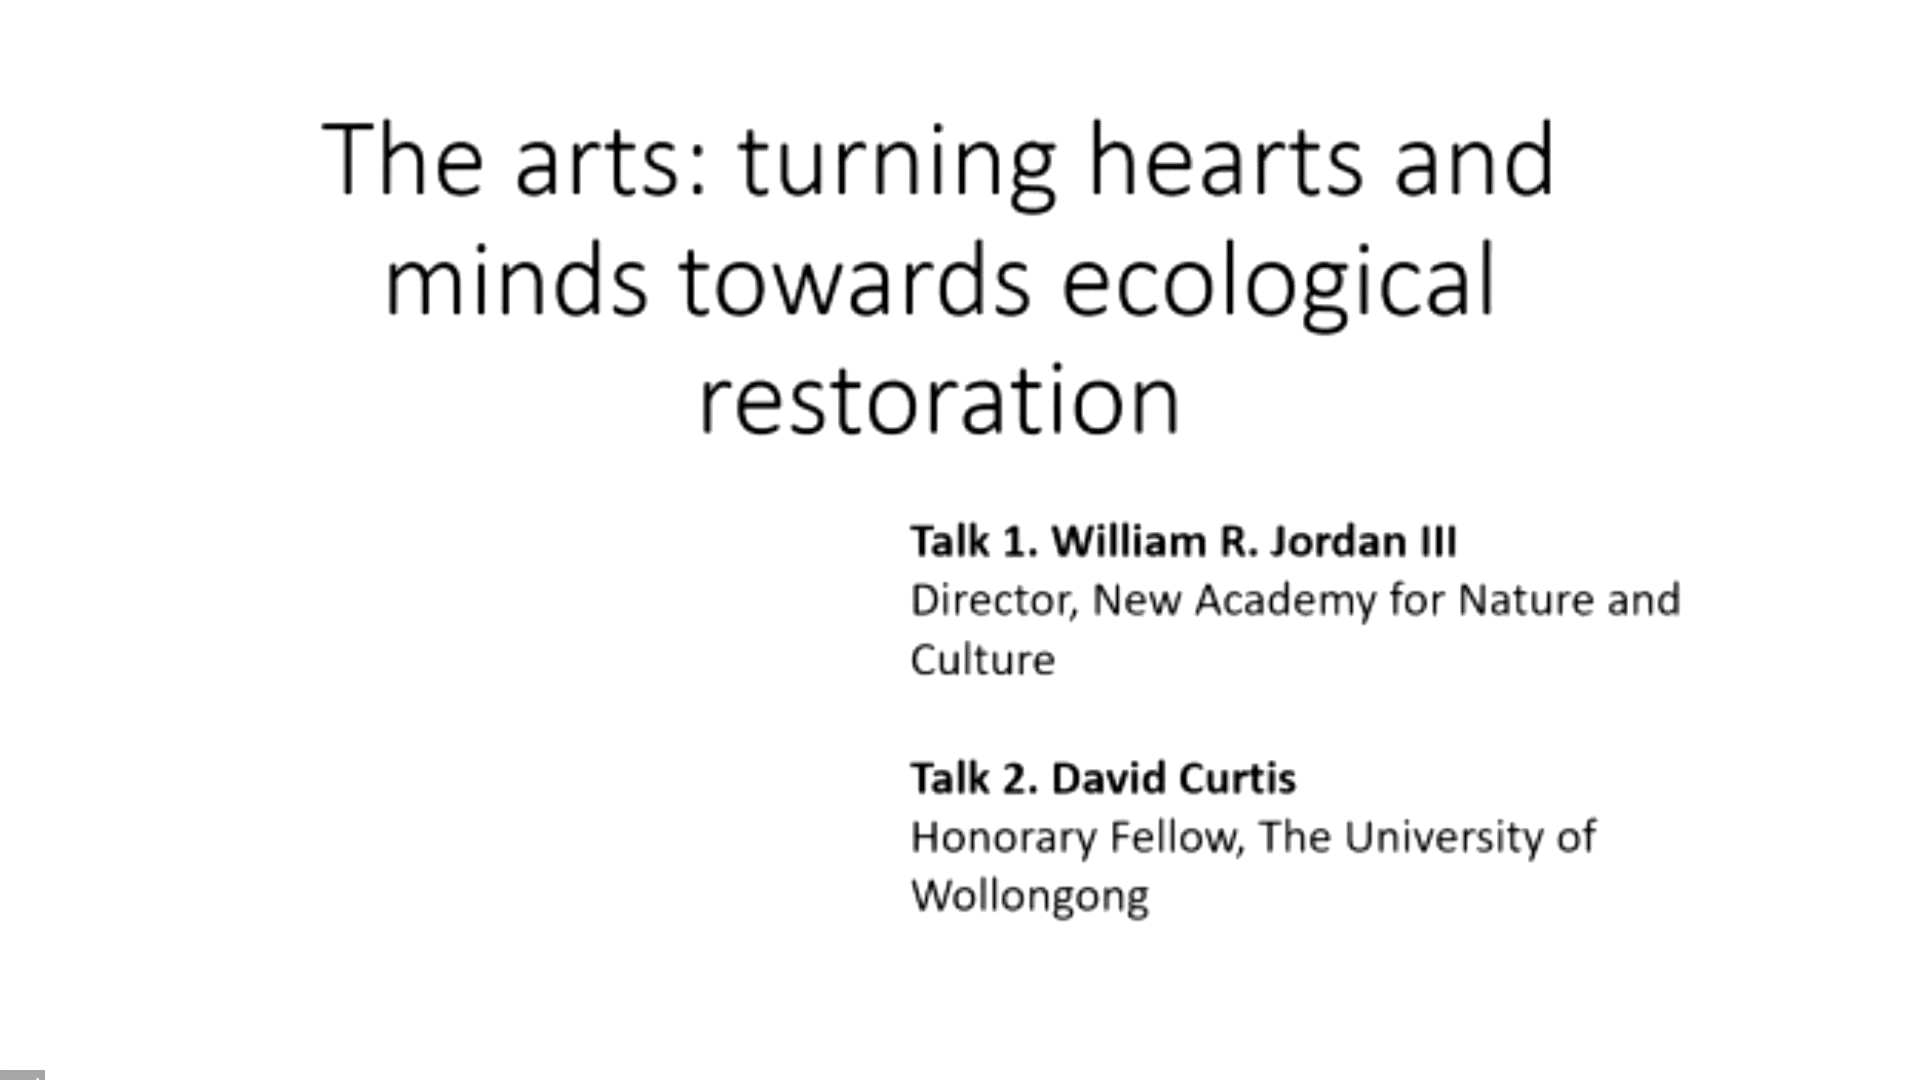 The arts: turning hearts and
minds towards ecological
restoration
Talk 1. William R. Jordan III
Director, New Academy for Nature and
Culture
Talk 2. David Curtis
Honorary Fellow, The University of
Wollongong